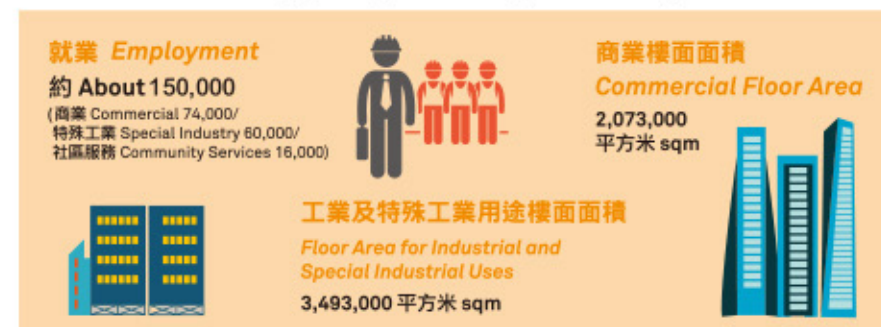 就業 Employment
約 About 150,000
(商業 Commercial 74,000/
特殊工業 Special Industry 60,000/
社區服務 Community Services 16,000)
商業樓面面積
Commercial Floor Area
2,073,000
平方米 sqm
工業及特殊工業用途樓面面積
Floor Area for Industrial and
Special Industrial Uses
3,493,000 平方米 sqm